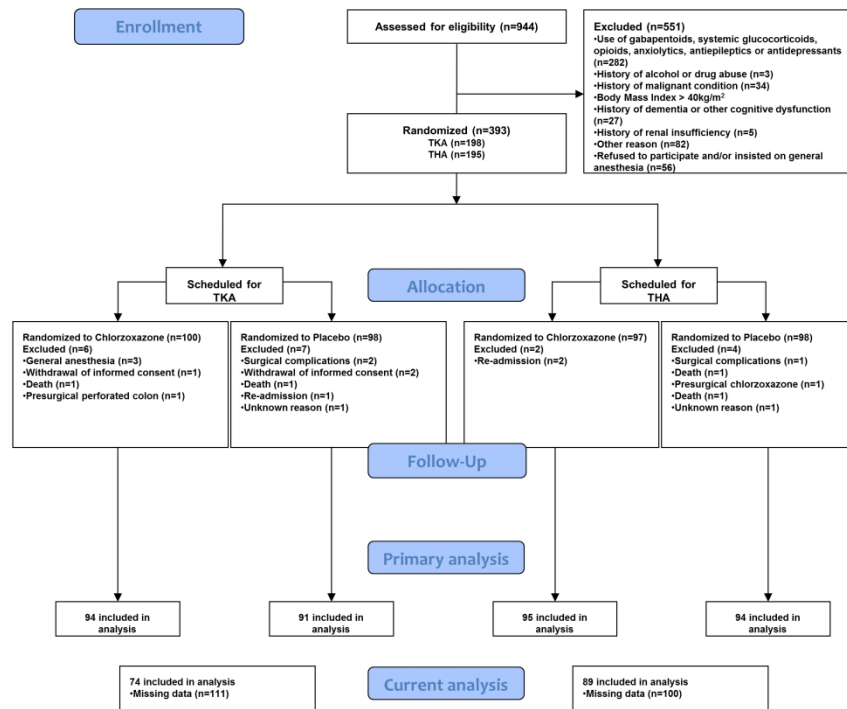 Enrollment
Assessed for eligibility (n=944)
Excluded (n=551)
•Use of gabapentoids, systemic glucocorticoids,
opioids, anxiolytics, antiepileptics or antidepressants
(n=282)
•History of alcohol or drug abuse (n=3)
•History of malignant condition (n=34)
•Body Mass Index > 40kg/m²
•History of dementia or other cognitive dysfunction
(n=27)
•History of renal insufficiency (n=5)
•Other reason (n=82)
•Refused to participate and/or insisted on general
anesthesia (n=56)
Randomized (n=393)
TKA (n=198)
THA (n=195)
Scheduled for
TKA
Allocation
Scheduled for
THA
Randomized to Chlorzoxazone (n=100)
Excluded (n=6)
•General anesthesia (n=3)
•Withdrawal of informed consent (n=1)
•Death (n=1)
•Presurgical perforated colon (n=1)
Randomized to Placebo (n=98)
Excluded (n=7)
•Surgical complications (n=2)
•Withdrawal of informed consent (n=2)
•Death (n=1)
•Re-admission (n=1)
•Unknown reason (n=1)
Randomized to Chlorzoxazone (n=97)
Excluded (n=2)
•Re-admission (n=2)
Randomized to Placebo (n=98)
Excluded (n=4)
•Surgical complications (n=1)
•Death (n=1)
•Presurgical chlorzoxazone (n=1)
•Death (n=1)
•Unknown reason (n=1)
Follow-Up
Primary analysis
94 included in
analysis
91 included in
analysis
95 included in
analysis
94 included in
analysis
74 included in analysis
•Missing data (n=111)
Current analysis
89 included in analysis
•Missing data (n=100)